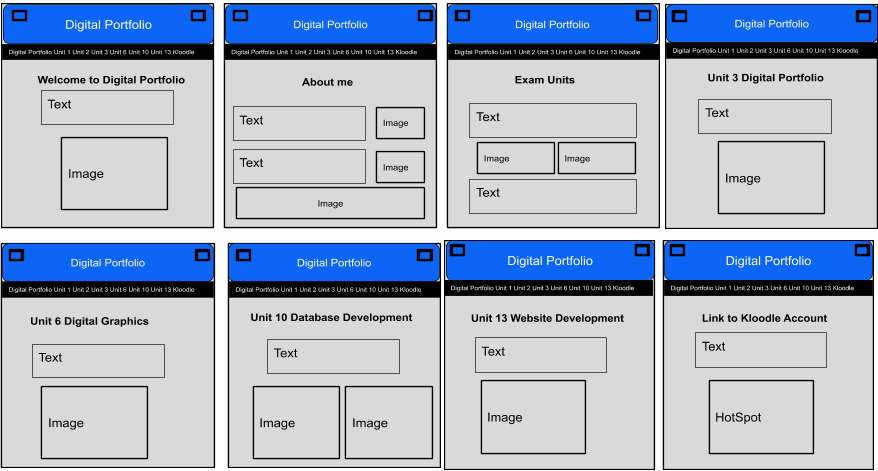 Digital Portfolio
Digital Portfolio Unit 1 Unit 2 Unit 3 Unit 6 Unit 10 Unit 13 Kloodle
Welcome to Digital Portfolio
Text
Image
Digital Portfolio
Digital Portfolio Unit 1 Unit 2 Unit 3 Unit 6 Unit 10 Unit 13 Kloodle
About me
Text
Image
Text
Image
Image
Digital Portfolio
Digital Portfolio Unit 1 Unit 2 Unit 3 Unit 6 Unit 10 Unit 13 Kloodle
Exam Units
Text
Image
Image
Text
Digital Portfolio
Digital Portfolio Unit 1 Unit 2 Unit 3 Unit 6 Unit 10 Unit 13 Kloodle
Unit 3 Digital Portfolio
Text
Image
Digital Portfolio
Digital Portfolio Unit 1 Unit 2 Unit 3 Unit 6 Unit 10 Unit 13 Kloodle
Unit 6 Digital Graphics
Text
Image
Digital Portfolio
Digital Portfolio Unit 1 Unit 2 Unit 3 Unit 6 Unit 10 Unit 13 Kloodle
Unit 10 Database Development
Text
Image
Image
Digital Portfolio
Digital Portfolio Unit 1 Unit 2 Unit 3 Unit 6 Unit 10 Unit 13 Kloodle
Unit 13 Website Development
Text
Image
Digital Portfolio
Digital Portfolio Unit 1 Unit 2 Unit 3 Unit 6 Unit 10 Unit 13 Kloodle
Link to Kloodle Account
Text
HotSpot